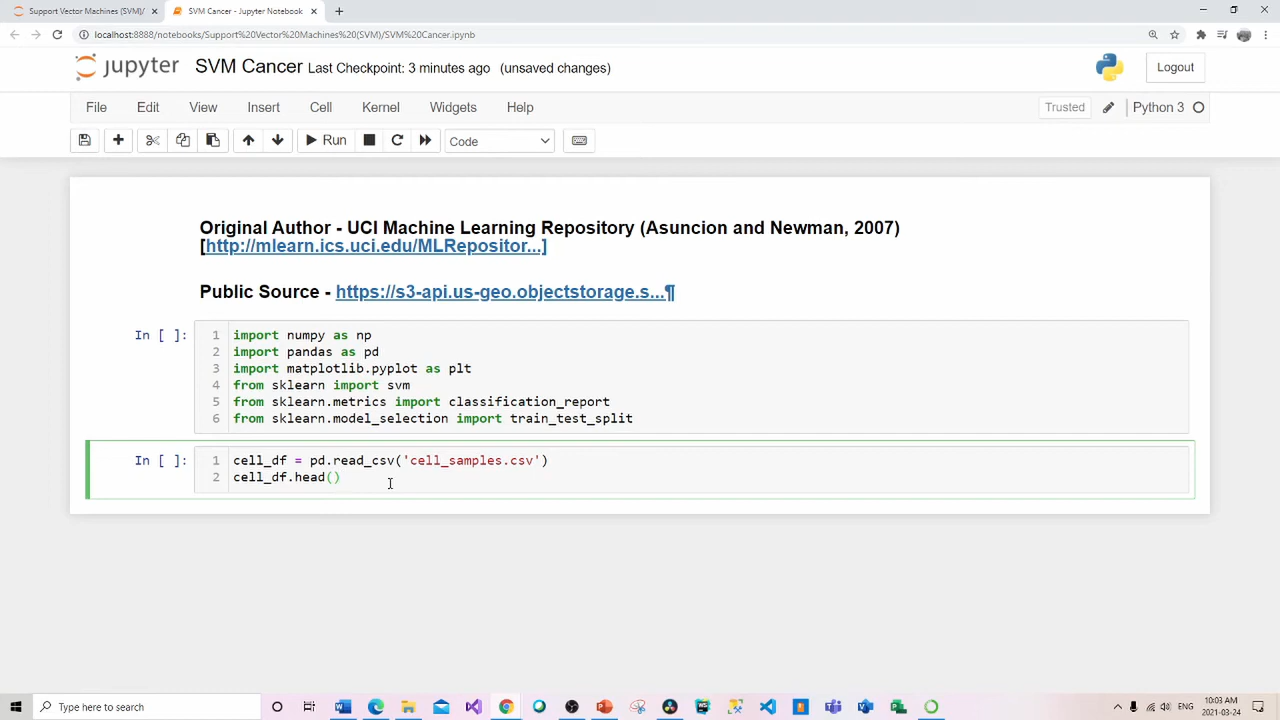 Support Vector Machines (SVM)/
SVM Cancer - Jupyter Notebook
localhost:8888/notebooks/Support%20Vector%20Machines%20(SVM)/SVM%20Cancer.ipynb
jupyter SVM Cancer Last Checkpoint: 3 minutes ago (unsaved changes)
Logout
File Edit View Insert Cell Kernel Widgets Help
Trusted
Python 3
Run
Code
Original Author - UCI Machine Learning Repository (Asuncion and Newman, 2007)
[http://mlearn.ics.uci.edu/MLRepositor...]
Public Source - https://s3-api.us-geo.objectstorage.s...¶
In [ ]:
1 import numpy as np
2 import pandas as pd
3 import matplotlib.pyplot as plt
4 from sklearn import svm
5 from sklearn.metrics import classification_report
6 from sklearn.model_selection import train_test_split
In [ ]:
1 cell_df = pd.read_csv('cell_samples.csv')
2 cell_df.head()
Type here to search
ENG
10:03 AM
2021-03-24